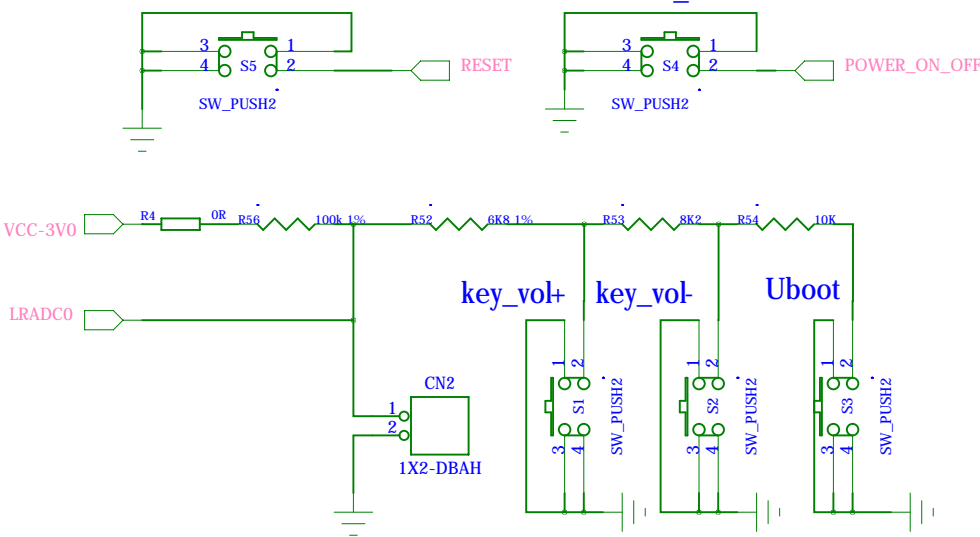 3 1 3 1
4 S5 2 RESET 4 S4 2 POWER_ON_OFF
SW_PUSH2 SW_PUSH2
VCC-3V0 R4 0R R56 100k 1% R52 6K8 1% R53 8K2 R54 10K
key_vol+ key_vol- Uboot
LRADC0
1 2 1 2 1 2
CN2
1
2
S1 SW_PUSH2 S2 SW_PUSH2 S3 SW_PUSH2
3 4 3 4 3 4
1X2-DBAH